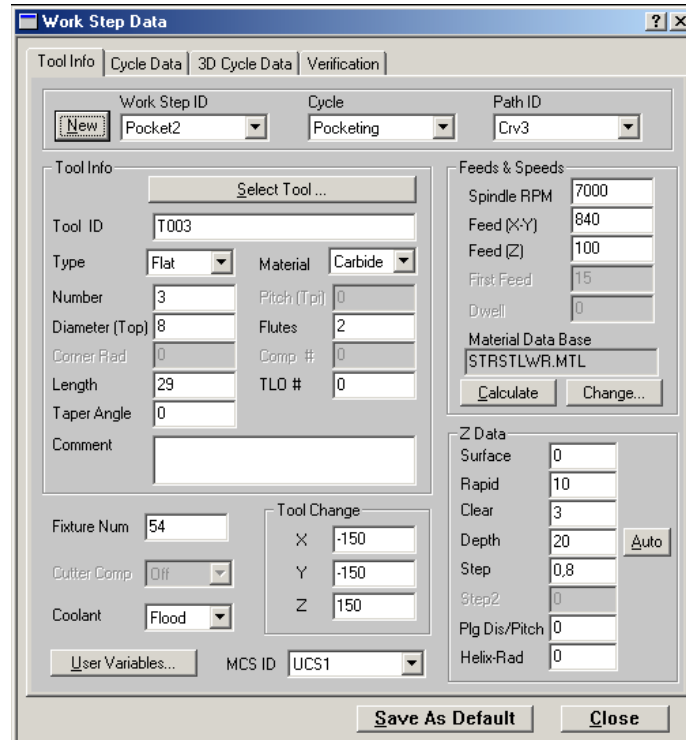 Work Step Data
Tool Info Cycle Data 3D Cycle Data Verification
Work Step ID Cycle Path ID
New Pocket2 Pocketing Crv3
Tool Info
Select Tool ...
Tool ID T003
Type Flat Material Carbide
Number 3 Pitch (Tpi) 0
Diameter (Top) 8 Flutes 2
Corner Rad 0 Comp # 0
Length 29 TLO # 0
Taper Angle 0
Comment
Feeds & Speeds
Spindle RPM 7000
Feed (X-Y) 840
Feed (Z) 100
First Feed 15
Dwell 0
Material Data Base
STRSTLWR.MTL
Calculate Change...
Z Data
Surface 0
Rapid 10
Clear 3
Depth 20 Auto
Step 0,8
Step2 0
Plg Dis/Pitch 0
Helix-Rad 0
Fixture Num 54
Cutter Comp Off
Coolant Flood
Tool Change
X -150
Y -150
Z 150
User Variables... MCS ID UCS1
Save As Default Close